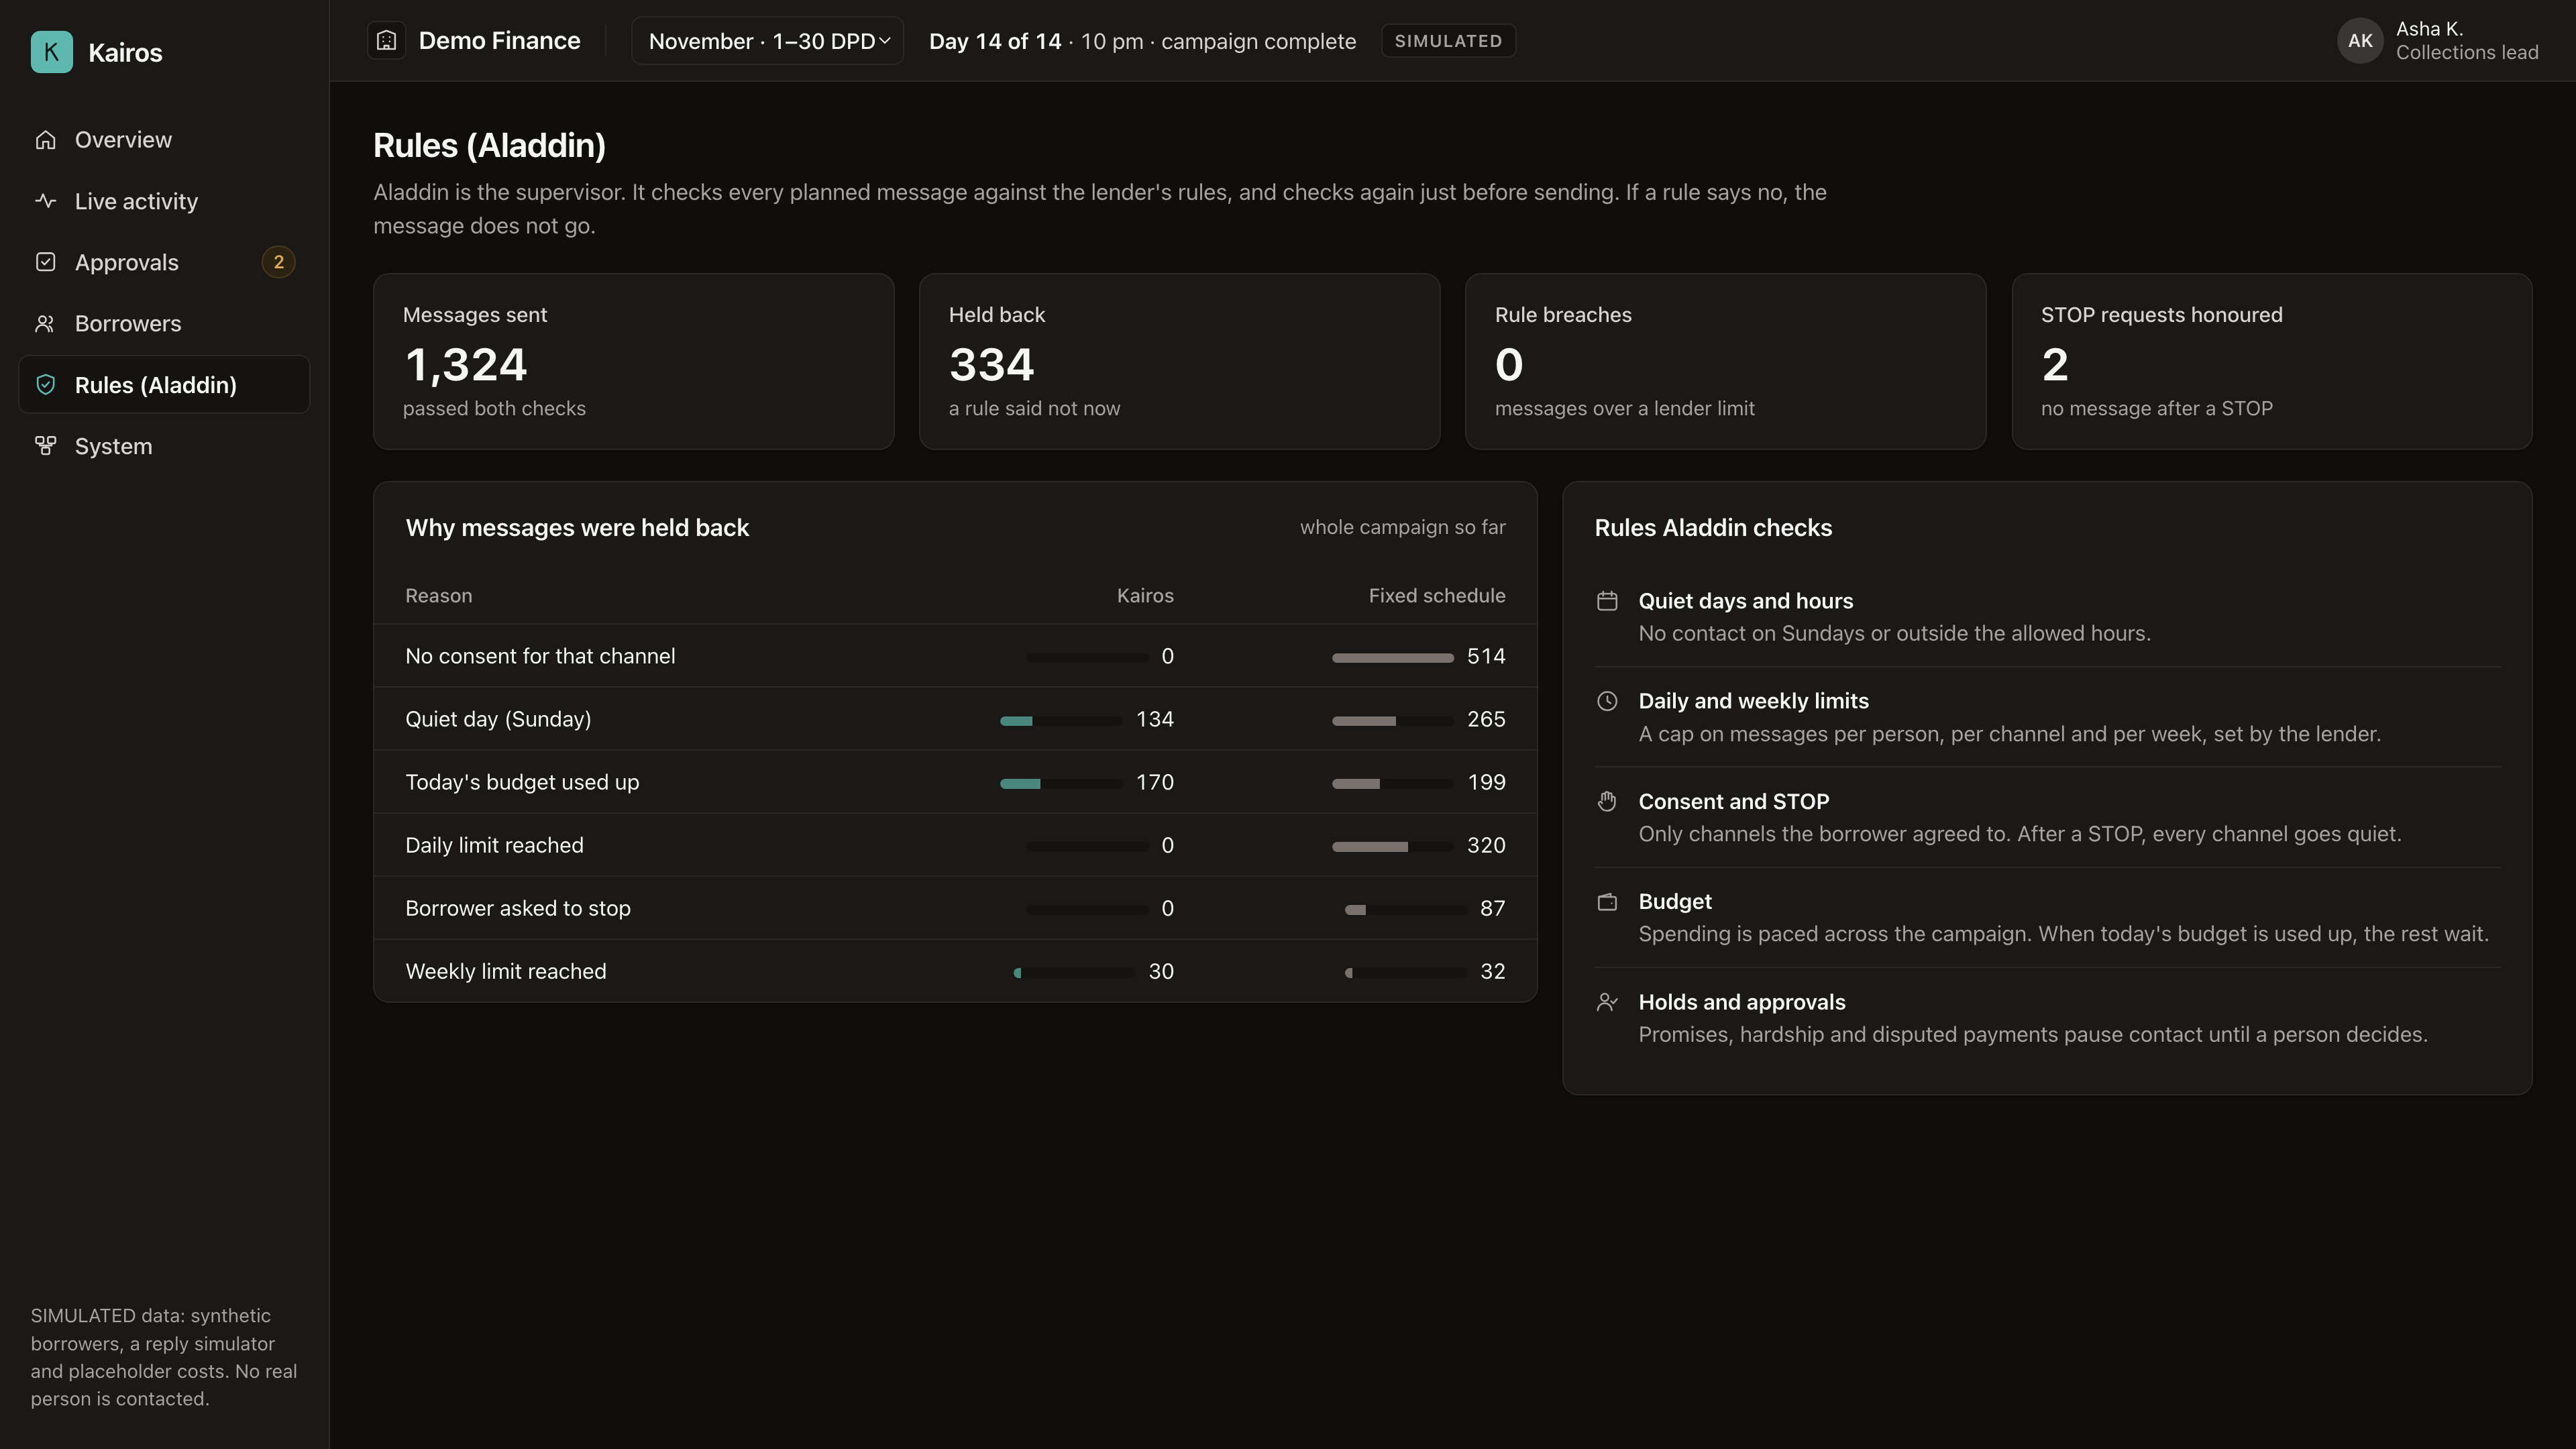 K Kairos
Overview
Live activity
Approvals 2
Borrowers
Rules (Aladdin)
System
SIMULATED data: synthetic
borrowers, a reply simulator
and placeholder costs. No real
person is contacted.
Demo Finance
November · 1–30 DPD
Day 14 of 14 · 10 pm · campaign complete
SIMULATED
AK
Asha K.
Collections lead
Rules (Aladdin)
Aladdin is the supervisor. It checks every planned message against the lender's rules, and checks again just before sending. If a rule says no, the
message does not go.
Messages sent
1,324
passed both checks
Held back
334
a rule said not now
Rule breaches
0
messages over a lender limit
STOP requests honoured
2
no message after a STOP
Why messages were held back whole campaign so far
Reason Kairos Fixed schedule
No consent for that channel 0 514
Quiet day (Sunday) 134 265
Today's budget used up 170 199
Daily limit reached 0 320
Borrower asked to stop 0 87
Weekly limit reached 30 32
Rules Aladdin checks
Quiet days and hours
No contact on Sundays or outside the allowed hours.
Daily and weekly limits
A cap on messages per person, per channel and per week, set by the lender.
Consent and STOP
Only channels the borrower agreed to. After a STOP, every channel goes quiet.
Budget
Spending is paced across the campaign. When today's budget is used up, the rest wait.
Holds and approvals
Promises, hardship and disputed payments pause contact until a person decides.